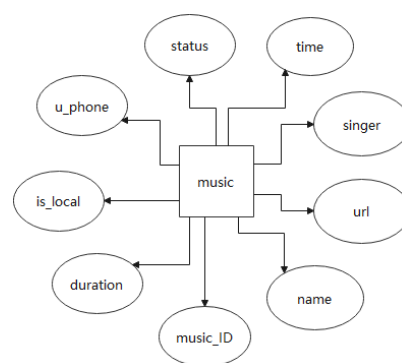 status
time
u_phone
singer
music
is_local
url
duration
name
music_ID